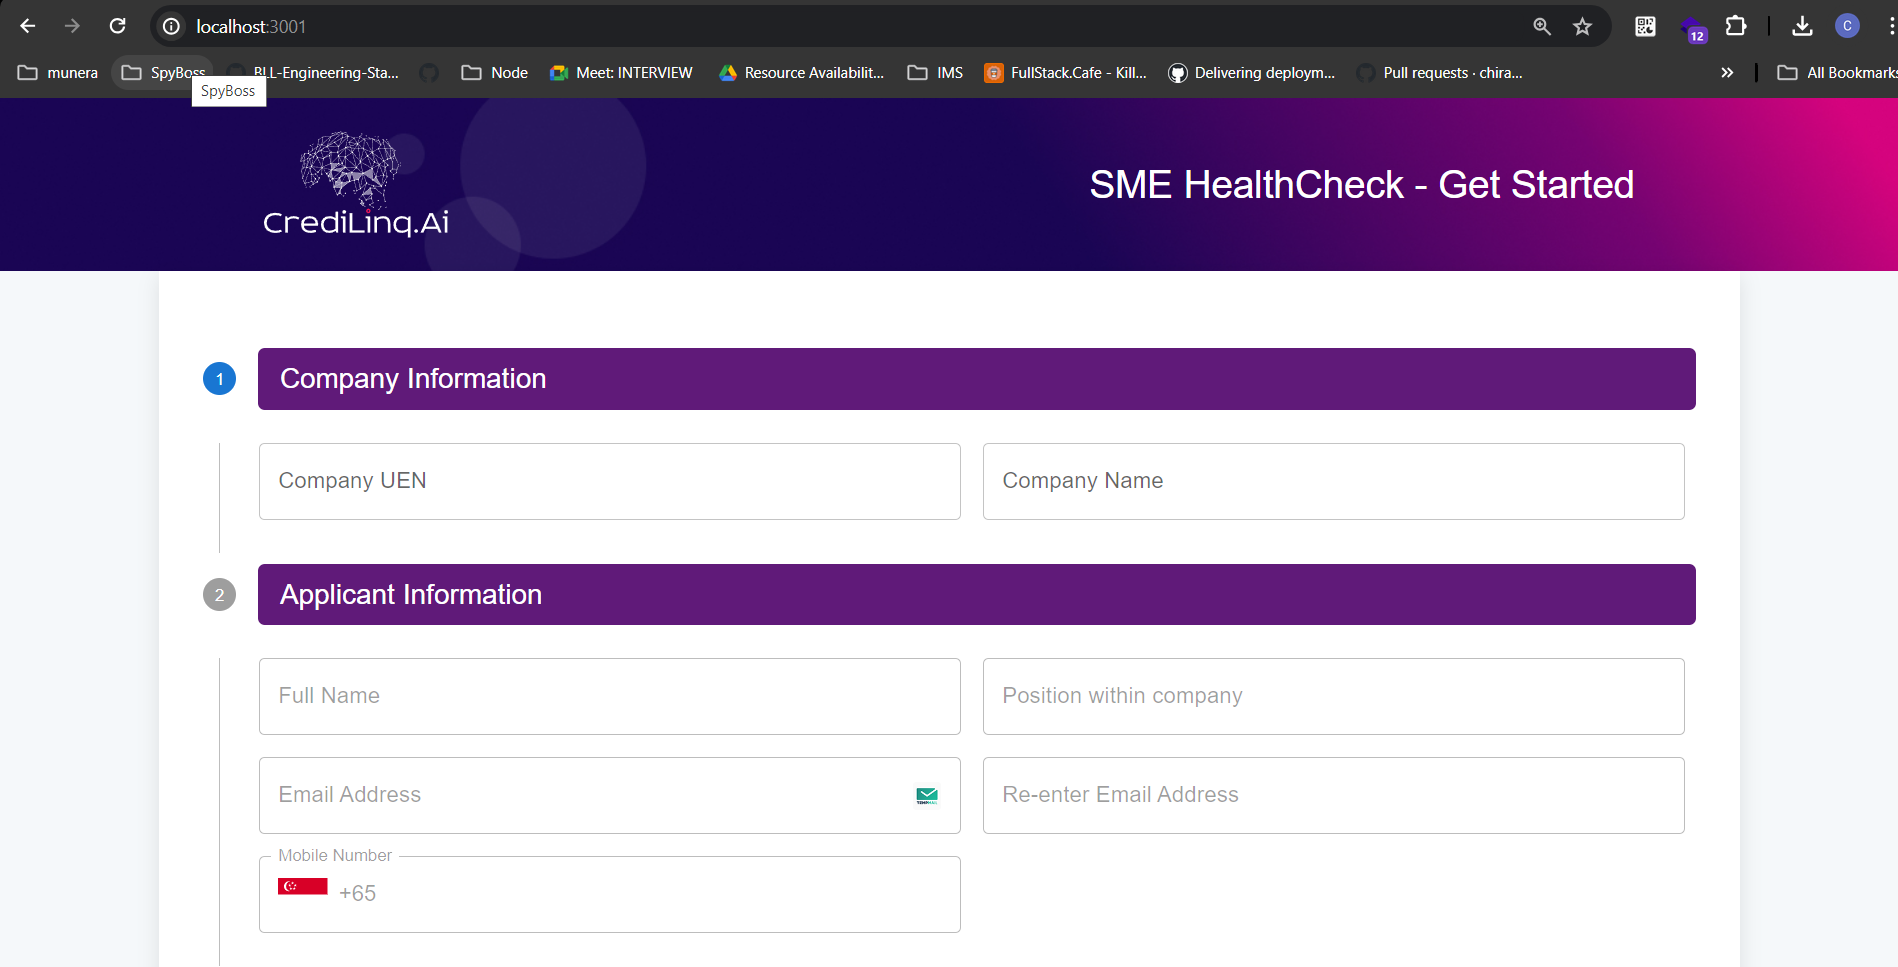 localhost:3001
12
C
munera SpyBoss BLL-Engineering-Sta... Node Meet: INTERVIEW Resource Availabilit... IMS FullStack.Cafe - Kill... Delivering deploym... Pull requests · chira... » All Bookmarks
SpyBoss
CrediLinq.Ai
SME HealthCheck - Get Started
1 Company Information
Company UEN Company Name
2 Applicant Information
Full Name Position within company
Email Address Re-enter Email Address
Mobile Number
+65